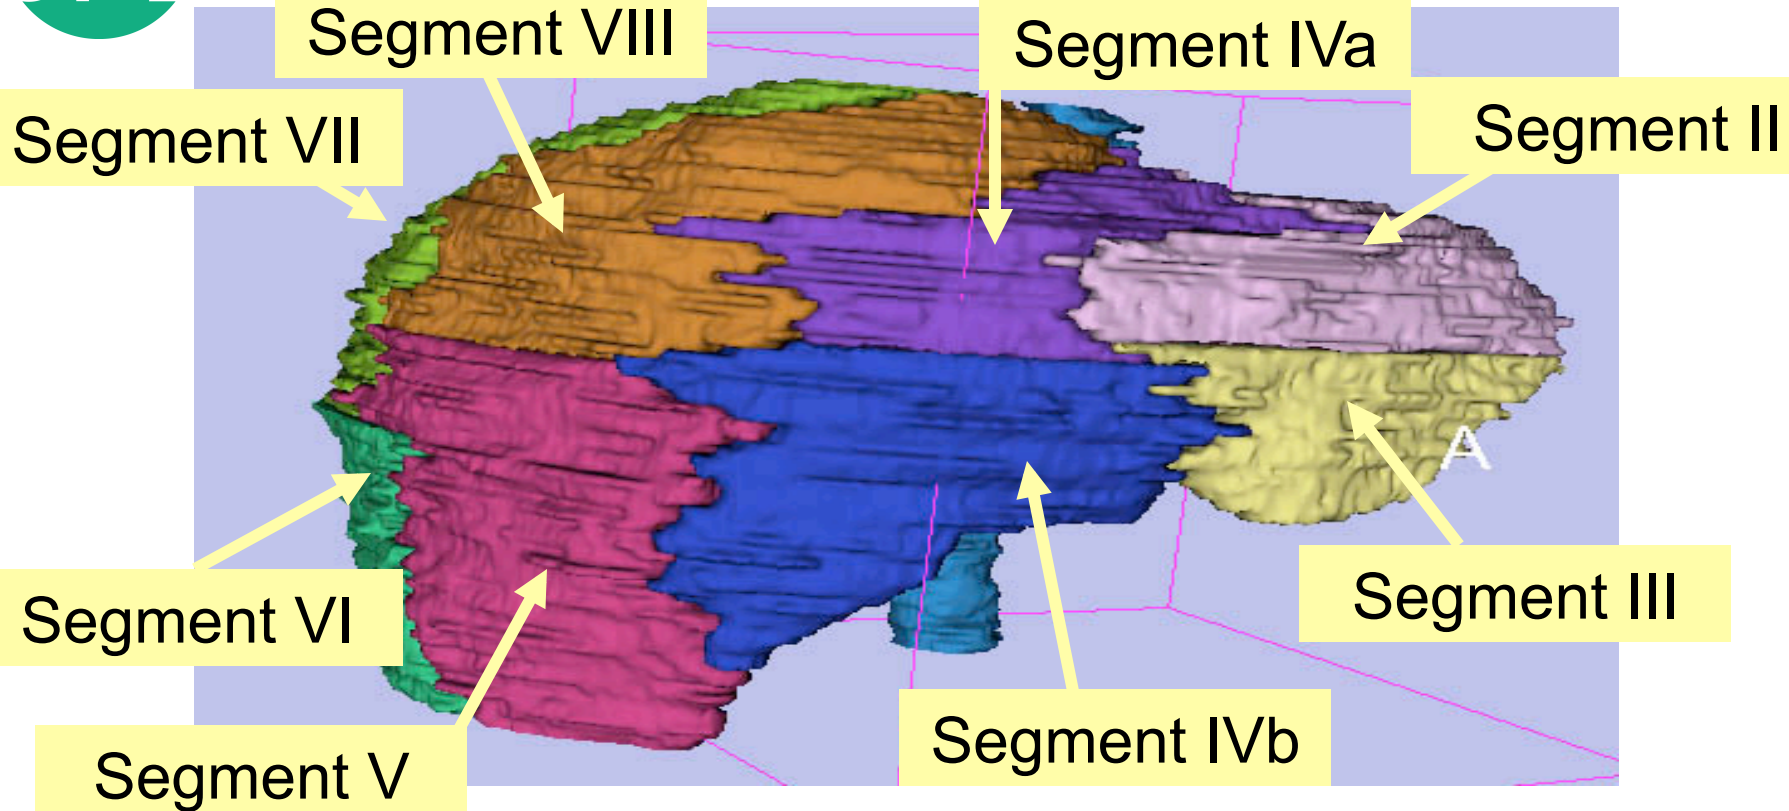 Segment VIII
Segment IVa
Segment II
Segment VII
A
Segment VI
Segment III
Segment IVb
Segment V